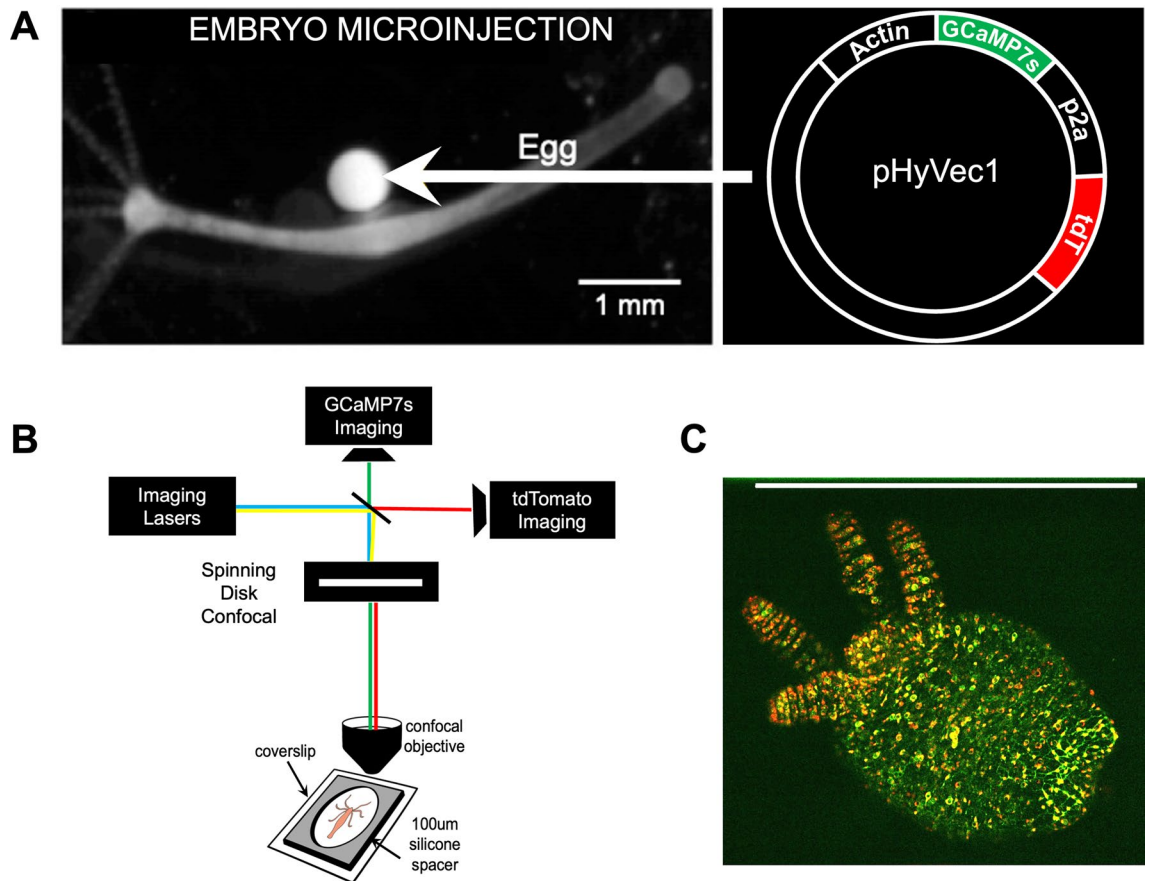 A
EMBRYO MICROINJECTION
Egg
1 mm
Actin
GCaMP7s
p2a
tdT
pHyVec1
B
GCaMP7s
Imaging
Imaging
Lasers
tdTomato
Imaging
Spinning
Disk
Confocal
confocal
objective
coverslip
100um
silicone
spacer
C